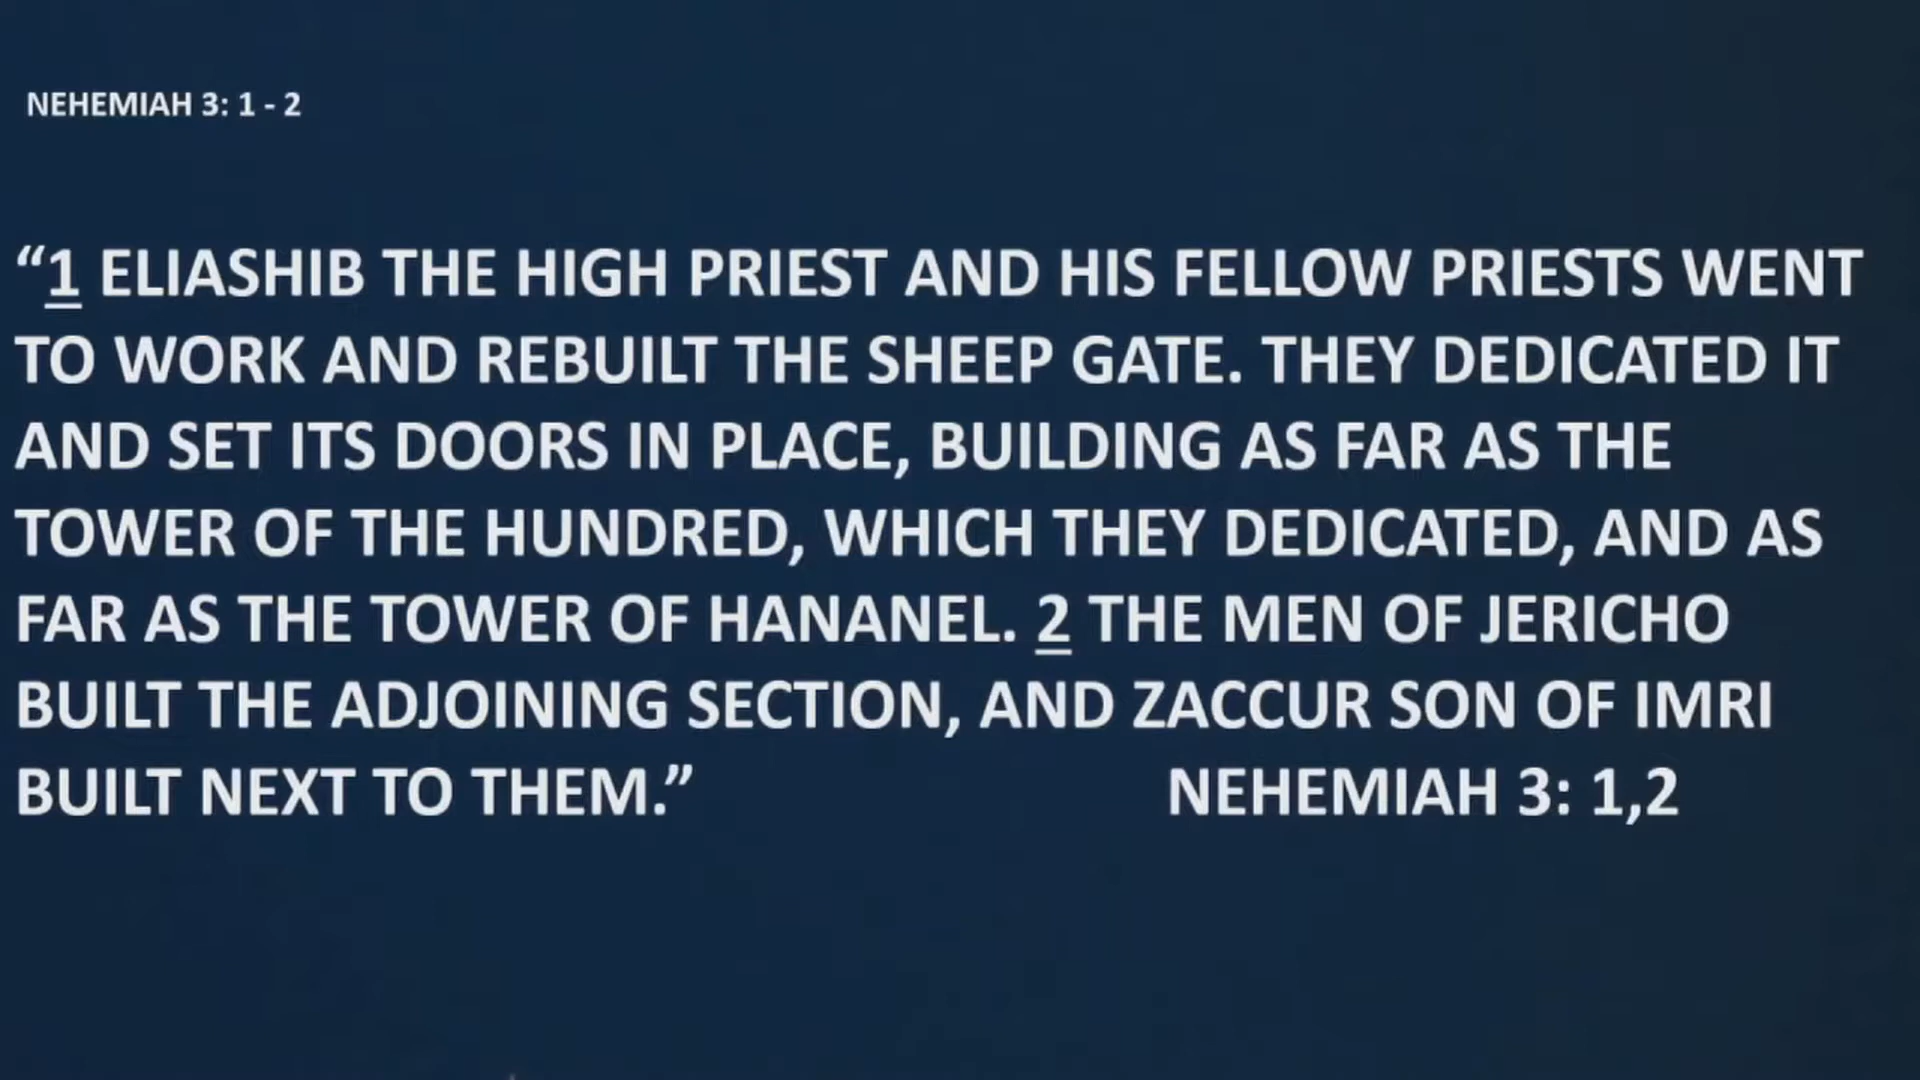 NEHEMIAH 3: 1 - 2
“1 ELIASHIB THE HIGH PRIEST AND HIS FELLOW PRIESTS WENT
TO WORK AND REBUILT THE SHEEP GATE. THEY DEDICATED IT
AND SET ITS DOORS IN PLACE, BUILDING AS FAR AS THE
TOWER OF THE HUNDRED, WHICH THEY DEDICATED, AND AS
FAR AS THE TOWER OF HANANEL. 2 THE MEN OF JERICHO
BUILT THE ADJOINING SECTION, AND ZACCUR SON OF IMRI
BUILT NEXT TO THEM.” NEHEMIAH 3: 1,2